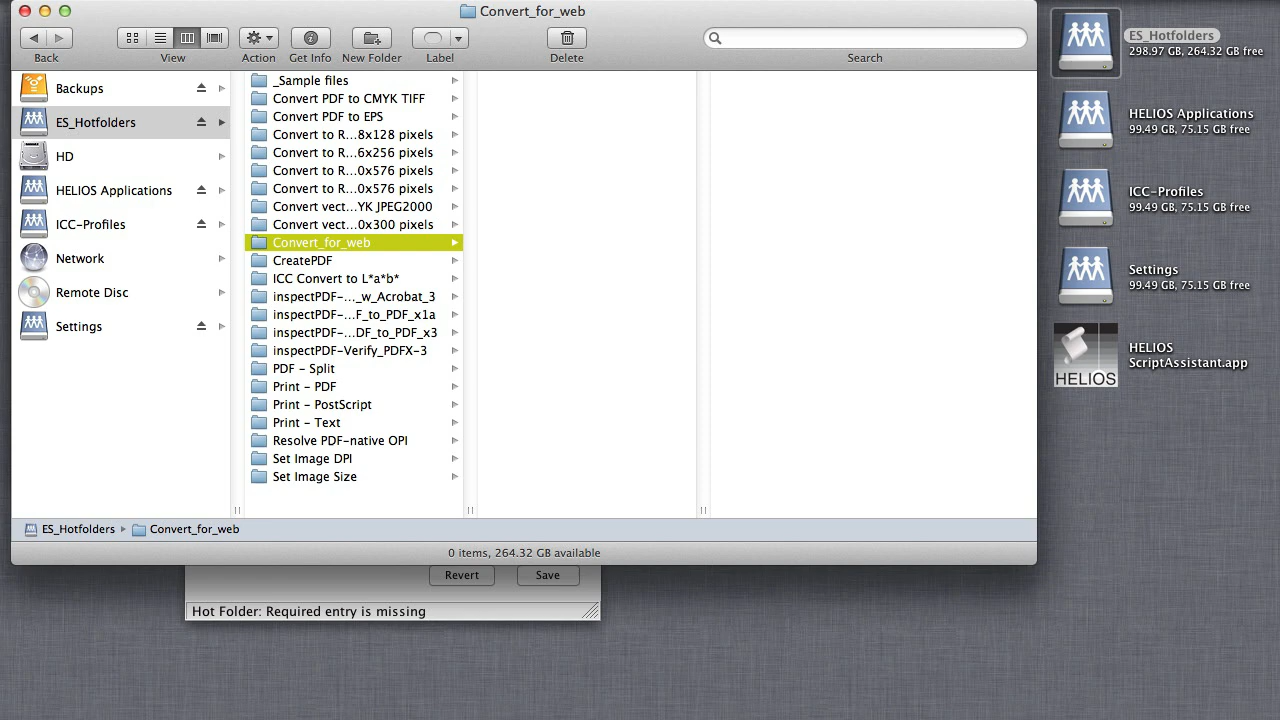 Convert_for_web
Back
View
Action
Get Info
New Folder
Label
Delete
Search
Backups
ES_Hotfolders
HD
HELIOS Applications
ICC-Profiles
Network
Remote Disc
Settings
_Sample files
Convert PDF to CMYK TIFF
Convert PDF to EPS
Convert to R...8x128 pixels
Convert to R...6x256 pixels
Convert to R...0x576 pixels
Convert to R...0x576 pixels
Convert vect...YK JPEG2000
Convert vect...0x300 pixels
Convert_for_web
CreatePDF
ICC Convert to L*a*b*
inspectPDF-..._w_Acrobat_3
inspectPDF-...F_to_PDF_x1a
inspectPDF-...DF_to_PDF_x3
inspectPDF-Verify_PDFX-3
PDF - Split
Print - PDF
Print - PostScript
Print - Text
Resolve PDF-native OPI
Set Image DPI
Set Image Size
ES_Hotfolders ▸ Convert_for_web
0 items, 264.32 GB available
Revert
Save
Hot Folder: Required entry is missing
ES_Hotfolders
298.97 GB, 264.32 GB free
HELIOS Applications
99.49 GB, 75.15 GB free
ICC-Profiles
99.49 GB, 75.15 GB free
Settings
99.49 GB, 75.15 GB free
HELIOS
HELIOS
ScriptAssistant.app